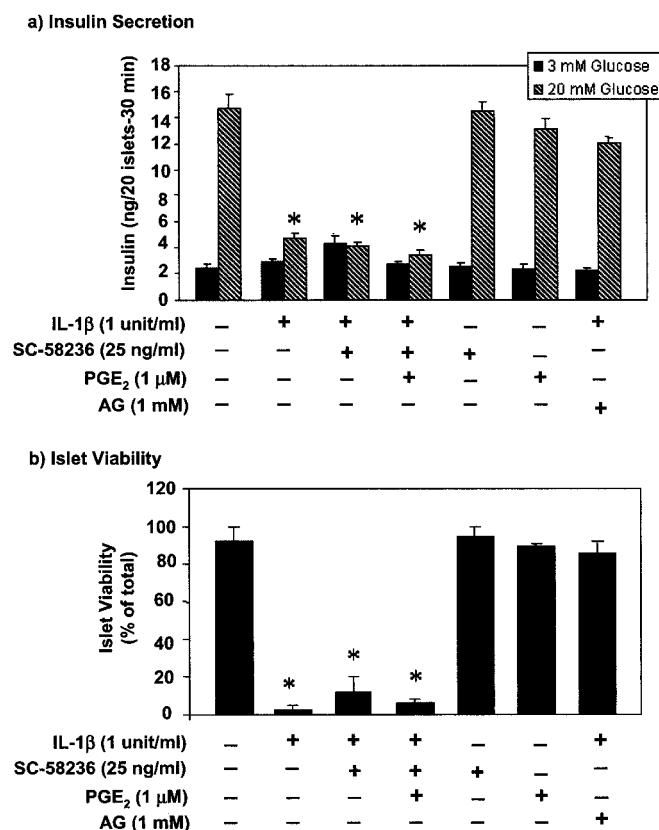 a) Insulin Secretion
3 mM Glucose
20 mM Glucose
Insulin (ng/20 islets-30 min)
18
16
14
12
10
8
6
4
2
0
* * *
IL-1β (1 unit/ml) – + + + – – +
SC-58236 (25 ng/ml) – – + + + – –
PGE₂ (1 μM) – – – + – + –
AG (1 mM) – – – – – – +
b) Islet Viability
Islet Viability
(% of total)
120
100
80
60
40
20
0
* * *
IL-1β (1 unit/ml) – + + + – – +
SC-58236 (25 ng/ml) – – + + + – –
PGE₂ (1 μM) – – – + – + –
AG (1 mM) – – – – – – +